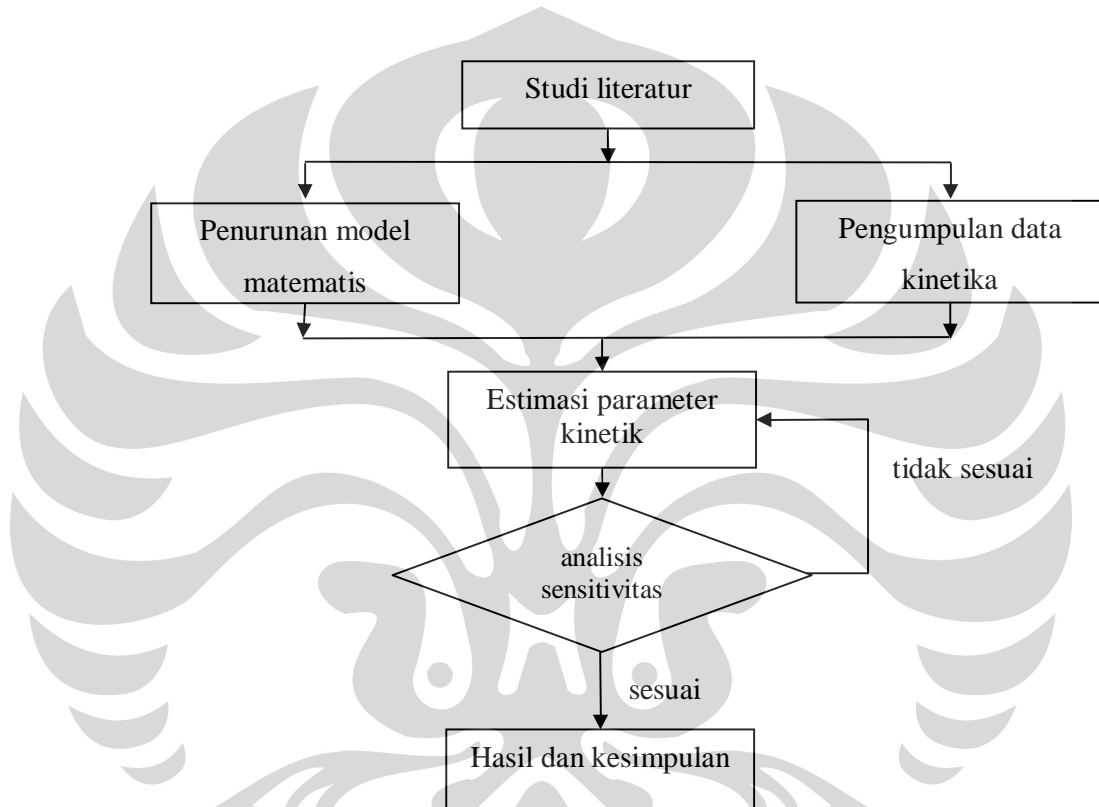 Studi literatur
Penurunan model
matematis
Pengumpulan data
kinetika
Estimasi parameter
kinetik
tidak sesuai
analisis
sensitivitas
sesuai
Hasil dan kesimpulan